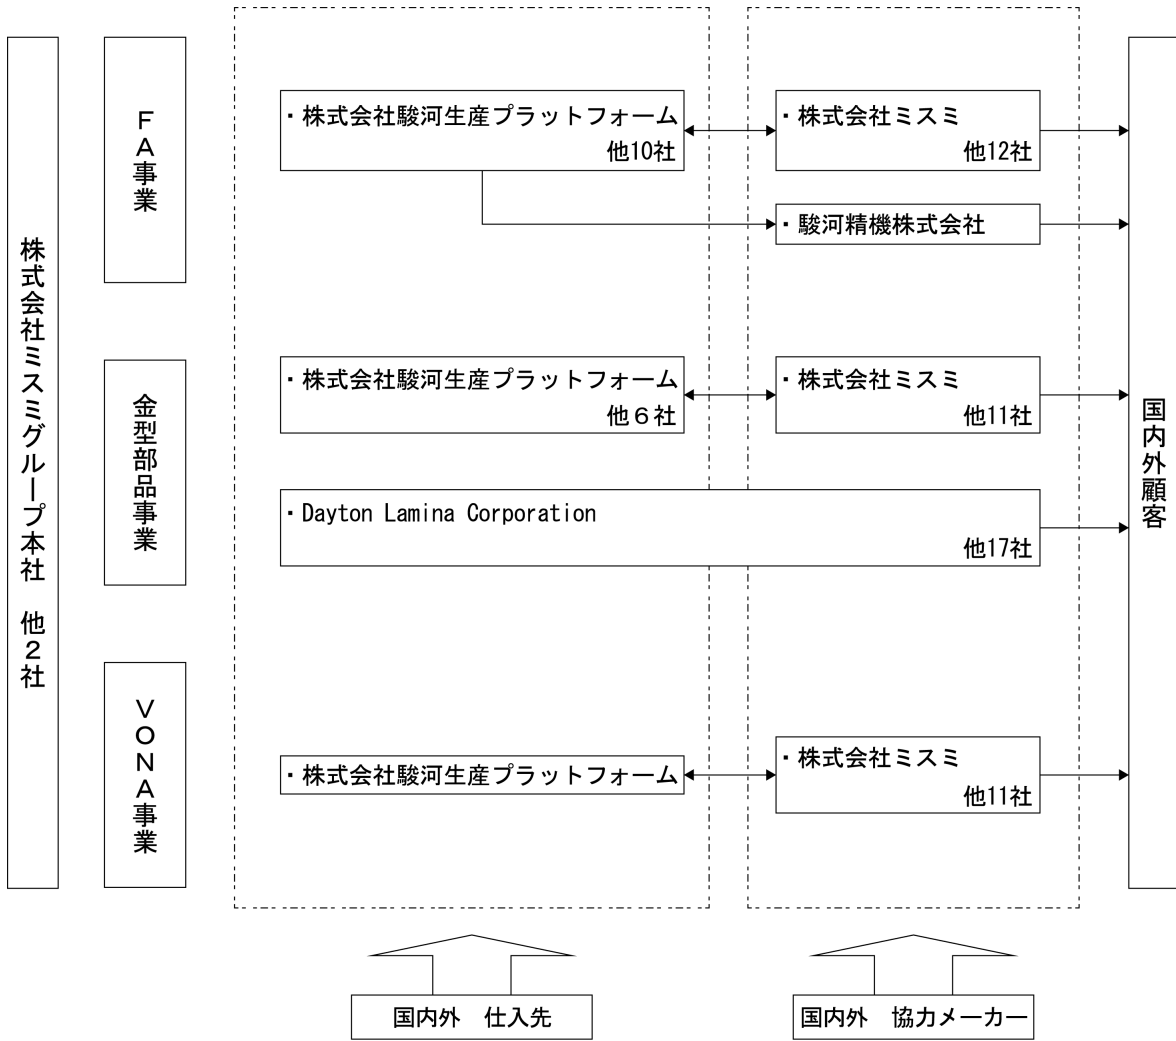 株式会社ミスミグループ本社　他２社
ＦＡ事業
・株式会社駿河生産プラットフォーム
他10社
・株式会社ミスミ
他12社
・駿河精機株式会社
金型部品事業
・株式会社駿河生産プラットフォーム
他６社
・株式会社ミスミ
他11社
・Dayton Lamina Corporation
他17社
ＶＯＮＡ事業
・株式会社駿河生産プラットフォーム
・株式会社ミスミ
他11社
国内外顧客
国内外　仕入先
国内外　協力メーカー